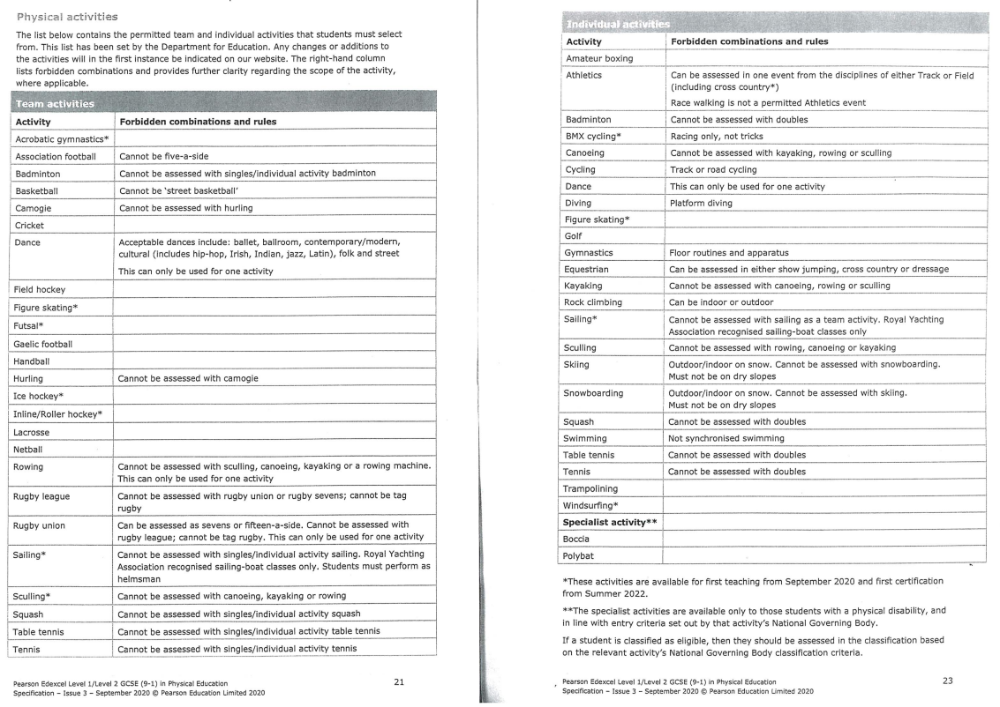 Physical activities
The list below contains the permitted team and individual activities that students must select
from. This list has been set by the Department for Education. Any changes or additions to
the activities will in the first instance be indicated on our website. The right-hand column
lists forbidden combinations and provides further clarity regarding the scope of the activity,
where applicable.
Team activities
Activity Forbidden combinations and rules
Acrobatic gymnastics*
Association football Cannot be five-a-side
Badminton Cannot be assessed with singles/individual activity badminton
Basketball Cannot be 'street basketball'
Camogie Cannot be assessed with hurling
Cricket
Dance Acceptable dances include: ballet, ballroom, contemporary/modern,
cultural (includes hip-hop, Irish, Indian, jazz, Latin), folk and street
This can only be used for one activity
Field hockey
Figure skating*
Futsal*
Gaelic football
Handball
Hurling Cannot be assessed with camogie
Ice hockey*
Inline/Roller hockey*
Lacrosse
Netball
Rowing Cannot be assessed with sculling, canoeing, kayaking or a rowing machine.
This can only be used for one activity
Rugby league Cannot be assessed with rugby union or rugby sevens; cannot be tag
rugby
Rugby union Can be assessed as sevens or fifteen-a-side. Cannot be assessed with
rugby league; cannot be tag rugby. This can only be used for one activity
Sailing* Cannot be assessed with singles/individual activity sailing. Royal Yachting
Association recognised sailing-boat classes only. Students must perform as
helmsman
Sculling* Cannot be assessed with canoeing, kayaking or rowing
Squash Cannot be assessed with singles/individual activity squash
Table tennis Cannot be assessed with singles/individual activity table tennis
Tennis Cannot be assessed with singles/individual activity tennis
Pearson Edexcel Level 1/Level 2 GCSE (9-1) in Physical Education
Specification – Issue 3 – September 2020 © Pearson Education Limited 2020
21
Individual activities
Activity Forbidden combinations and rules
Amateur boxing
Athletics Can be assessed in one event from the disciplines of either Track or Field
(including cross country*)
Race walking is not a permitted Athletics event
Badminton Cannot be assessed with doubles
BMX cycling* Racing only, not tricks
Canoeing Cannot be assessed with kayaking, rowing or sculling
Cycling Track or road cycling
Dance This can only be used for one activity
Diving Platform diving
Figure skating*
Golf
Gymnastics Floor routines and apparatus
Equestrian Can be assessed in either show jumping, cross country or dressage
Kayaking Cannot be assessed with canoeing, rowing or sculling
Rock climbing Can be indoor or outdoor
Sailing* Cannot be assessed with sailing as a team activity. Royal Yachting
Association recognised sailing-boat classes only
Sculling Cannot be assessed with rowing, canoeing or kayaking
Skiing Outdoor/indoor on snow. Cannot be assessed with snowboarding.
Must not be on dry slopes
Snowboarding Outdoor/indoor on snow. Cannot be assessed with skiing.
Must not be on dry slopes
Squash Cannot be assessed with doubles
Swimming Not synchronised swimming
Table tennis Cannot be assessed with doubles
Tennis Cannot be assessed with doubles
Trampolining
Windsurfing*
Specialist activity**
Boccia
Polybat
*These activities are available for first teaching from September 2020 and first certification
from Summer 2022.
**The specialist activities are available only to those students with a physical disability, and
in line with entry criteria set out by that activity's National Governing Body.
If a student is classified as eligible, then they should be assessed in the classification based
on the relevant activity's National Governing Body classification criteria.
Pearson Edexcel Level 1/Level 2 GCSE (9-1) in Physical Education
Specification – Issue 3 – September 2020 © Pearson Education Limited 2020
23